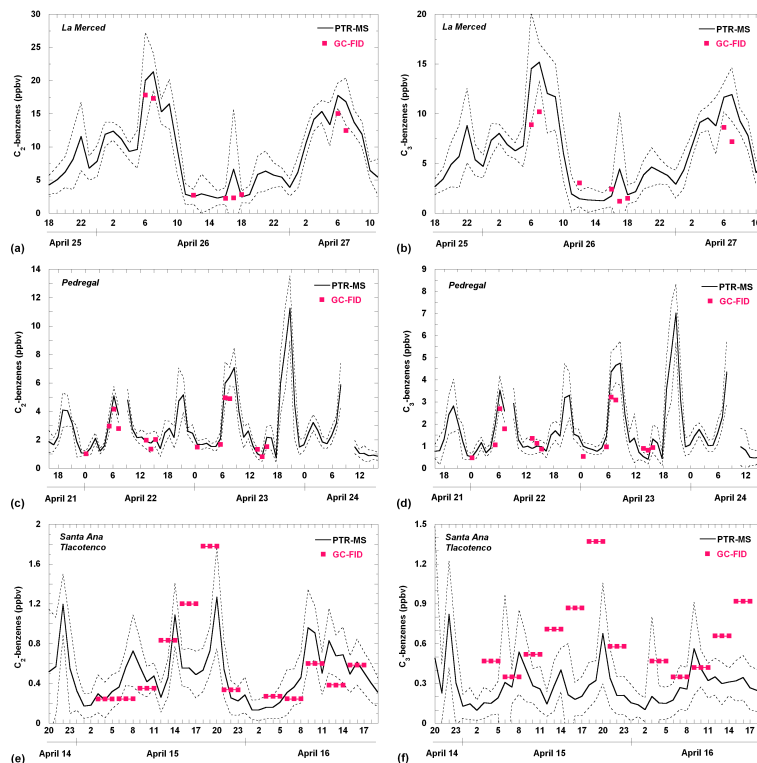 La Merced
PTR-MS
GC-FID
C2-benzenes (ppbv)
30
25
20
15
10
5
0
18 22 2 6 10 14 18 22 2 6 10
April 25 April 26 April 27
(a)
La Merced
PTR-MS
GC-FID
C3-benzenes (ppbv)
20
15
10
5
0
18 22 2 6 10 14 18 22 2 6 10
April 25 April 26 April 27
(b)
Pedregal
PTR-MS
GC-FID
C2-benzenes (ppbv)
14
12
10
8
6
4
2
0
18 0 6 12 18 0 6 12 18 0 6 12
April 21 April 22 April 23 April 24
(c)
Pedregal
PTR-MS
GC-FID
C3-benzenes (ppbv)
9
8
7
6
5
4
3
2
1
0
18 0 6 12 18 0 6 12 18 0 6 12
April 21 April 22 April 23 April 24
(d)
Santa Ana
Tlacotenco
PTR-MS
GC-FID
C2-benzenes (ppbv)
2
1.6
1.2
0.8
0.4
0
20 23 2 5 8 11 14 17 20 23 2 5 8 11 14 17
April 14 April 15 April 16
(e)
Santa Ana
Tlacotenco
PTR-MS
GC-FID
C3-benzenes (ppbv)
1.5
1.2
0.9
0.6
0.3
0
20 23 2 5 8 11 14 17 20 23 2 5 8 11 14 17
April 14 April 15 April 16
(f)